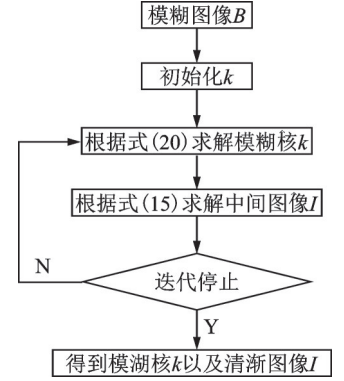 模糊图像B
初始化k
根据式(20)求解模糊核k
根据式(15)求解中间图像I
迭代停止
N
Y
得到模湖核k以及清渐图像I